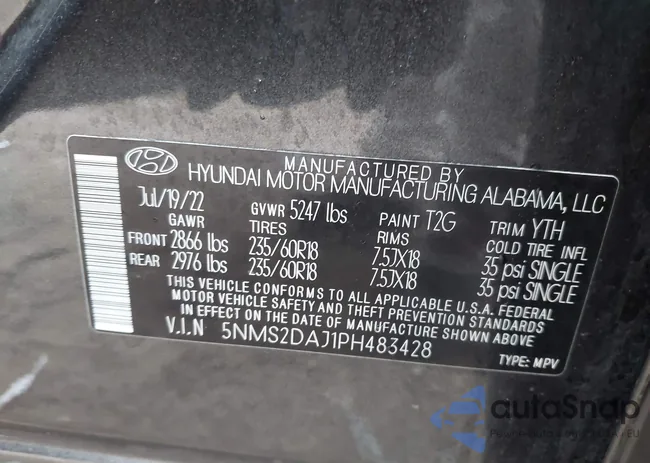 MANUFACTURED BY
HYUNDAI MOTOR MANUFACTURING ALABAMA, LLC
Jul/19/22 GVWR 5247 lbs PAINT T2G TRIM YTH
GAWR TIRES RIMS COLD TIRE INFL
FRONT 2866 lbs 235/60R18 7.5JX18 35 psi SINGLE
REAR 2976 lbs 235/60R18 7.5JX18 35 psi SINGLE
THIS VEHICLE CONFORMS TO ALL APPLICABLE U.S.A. FEDERAL
MOTOR VEHICLE SAFETY AND THEFT PREVENTION STANDARDS
IN EFFECT ON THE DATE OF MANUFACTURE SHOWN ABOVE
V.I.N 5NMS2DAJ1PH483428
TYPE: MPV
autoSnap